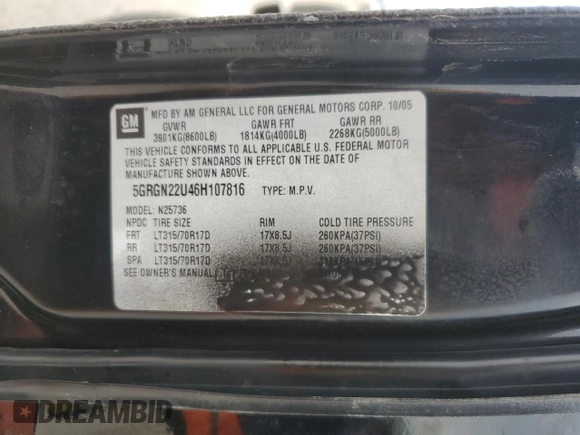 GM
MFD BY AM GENERAL LLC FOR GENERAL MOTORS CORP. 10/05
GVWR GAWR FRT GAWR RR
3901KG(8600LB) 1814KG(4000LB) 2268KG(5000LB)
THIS VEHICLE CONFORMS TO ALL APPLICABLE U.S. FEDERAL MOTOR
VEHICLE SAFETY STANDARDS IN EFFECT ON THE DATE OF
MANUFACTURE SHOWN ABOVE.
5GRGN22U46H107816 TYPE: M.P.V.
MODEL: N25736
NPDC TIRE SIZE RIM COLD TIRE PRESSURE
FRT LT315/70R17D 17X8.5J 260KPA(37PSI)
RR LT315/70R17D 17X8.5J 260KPA(37PSI)
SPA LT315/70R17D 17X8.5J
SEE OWNER'S MANUAL
DREAMBID